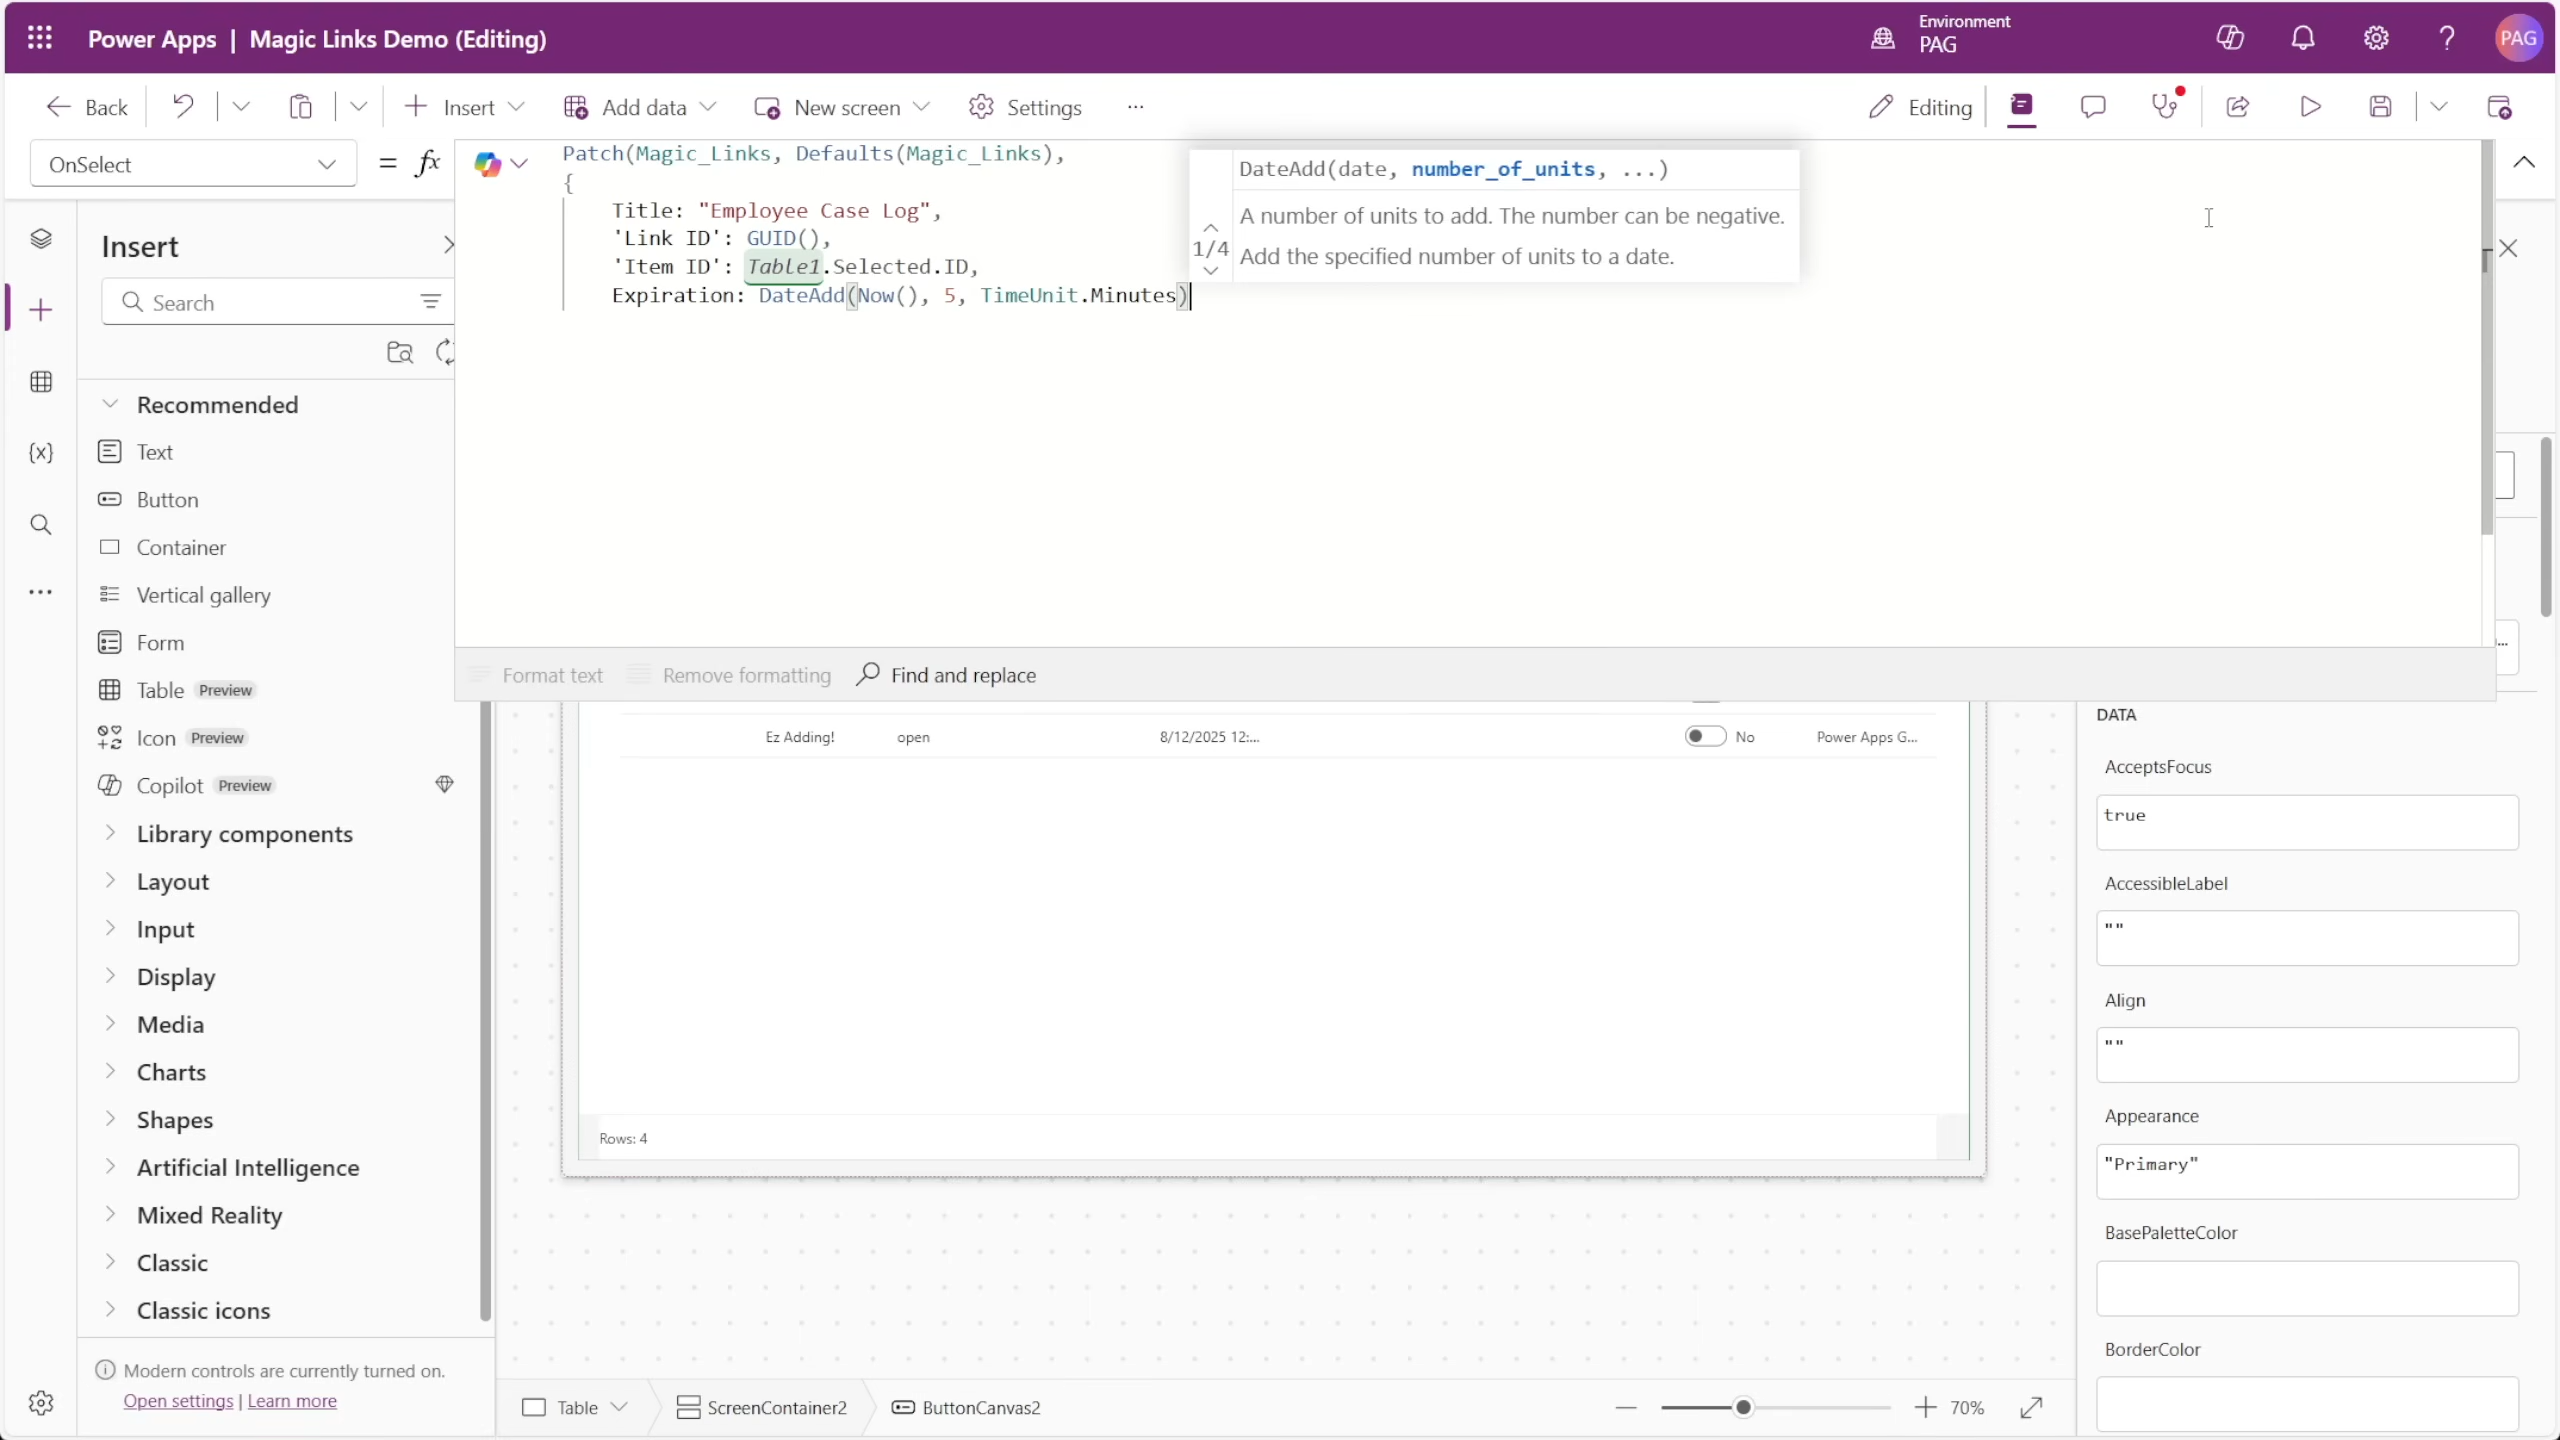 Power Apps | Magic Links Demo (Editing)
Environment
PAG
PAG
Back
Insert
Add data
New screen
Settings
...
Editing
OnSelect
= fx
Patch(Magic_Links, Defaults(Magic_Links),
{
Title: "Employee Case Log",
'Link ID': GUID(),
'Item ID': Table1.Selected.ID,
Expiration: DateAdd(Now(), 5, TimeUnit.Minutes)
DateAdd(date, number_of_units, ...)
A number of units to add. The number can be negative.
1/4
Add the specified number of units to a date.
Format text
Remove formatting
Find and replace
Insert
Search
Recommended
Text
Button
Container
Vertical gallery
Form
Table Preview
Icon Preview
Copilot Preview
Library components
Layout
Input
Display
Media
Charts
Shapes
Artificial Intelligence
Mixed Reality
Classic
Classic icons
Modern controls are currently turned on.
Open settings | Learn more
Ez Adding!
open
8/12/2025 12:...
No
Power Apps G...
Rows: 4
Table
ScreenContainer2
ButtonCanvas2
70%
DATA
AcceptsFocus
true
AccessibleLabel
""
Align
""
Appearance
"Primary"
BasePaletteColor
BorderColor